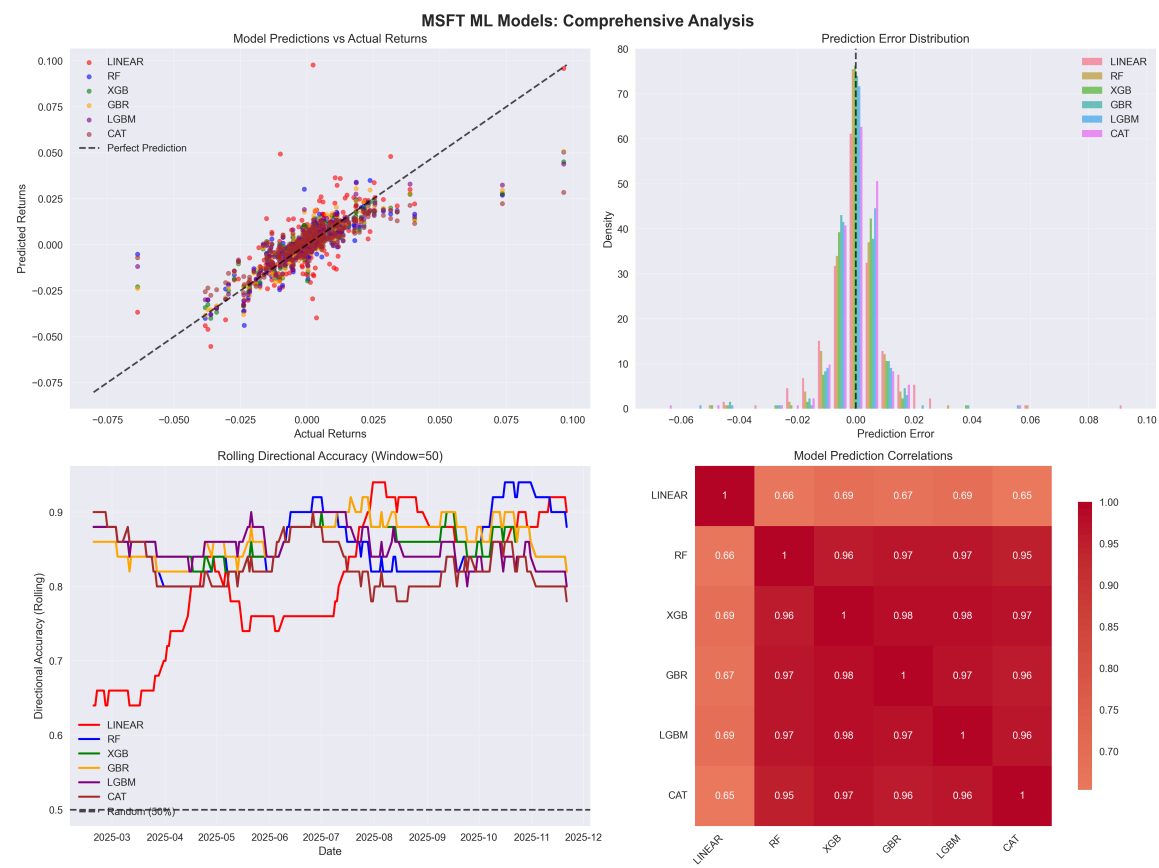 MSFT ML Models: Comprehensive Analysis
Model Predictions vs Actual Returns
LINEAR
RF
XGB
GBR
LGBM
CAT
Perfect Prediction
0.100
0.075
0.050
0.025
0.000
−0.025
−0.050
−0.075
Predicted Returns
−0.075
−0.050
−0.025
0.000
0.025
0.050
0.075
0.100
Actual Returns
Prediction Error Distribution
LINEAR
RF
XGB
GBR
LGBM
CAT
80
70
60
50
40
30
20
10
0
Density
−0.06
−0.04
−0.02
0.00
0.02
0.04
0.06
0.08
0.10
Prediction Error
Rolling Directional Accuracy (Window=50)
0.9
0.8
0.7
0.6
0.5
Directional Accuracy (Rolling)
LINEAR
RF
XGB
GBR
LGBM
CAT
Random (50%)
2025-03
2025-04
2025-05
2025-06
2025-07
2025-08
2025-09
2025-10
2025-11
2025-12
Date
Model Prediction Correlations
LINEAR 1 0.66 0.69 0.67 0.69 0.65
RF 0.66 1 0.96 0.97 0.97 0.95
XGB 0.69 0.96 1 0.98 0.98 0.97
GBR 0.67 0.97 0.98 1 0.97 0.96
LGBM 0.69 0.97 0.98 0.97 1 0.96
CAT 0.65 0.95 0.97 0.96 0.96 1
LINEAR
RF
XGB
GBR
LGBM
CAT
1.00
0.95
0.90
0.85
0.80
0.75
0.70